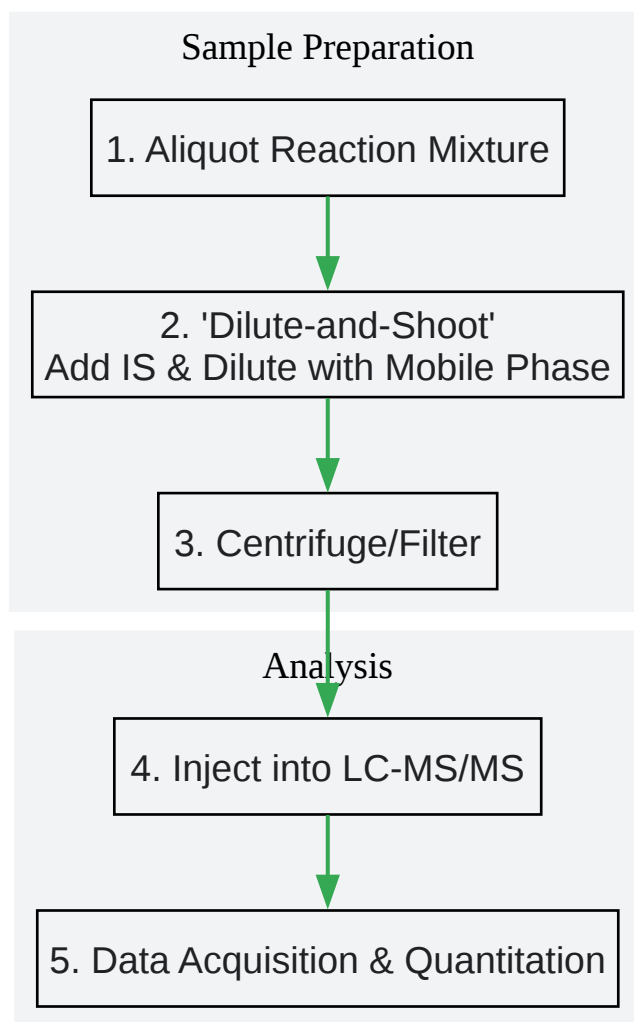 Sample Preparation
1. Aliquot Reaction Mixture
2. 'Dilute-and-Shoot'
Add IS & Dilute with Mobile Phase
3. Centrifuge/Filter
Analysis
4. Inject into LC-MS/MS
5. Data Acquisition & Quantitation